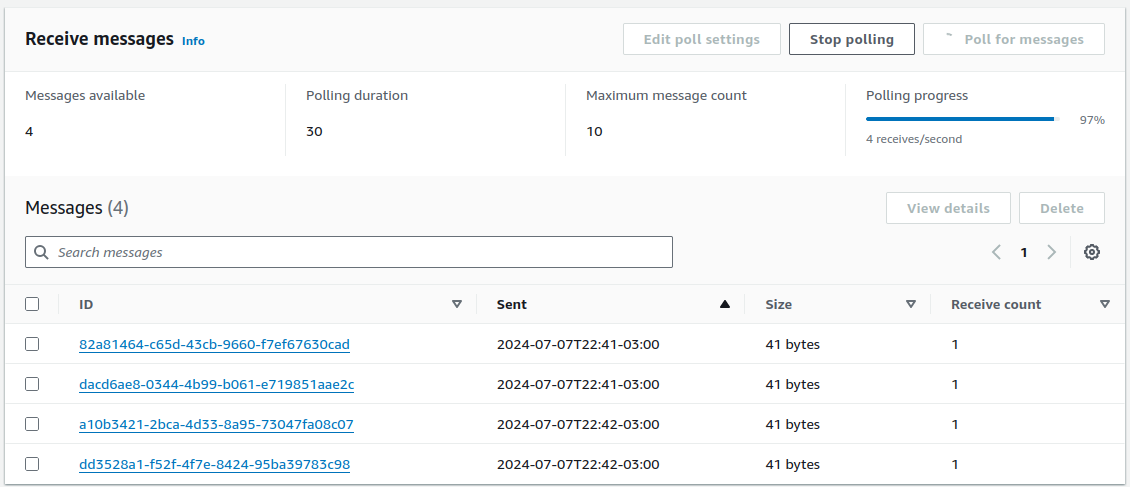 Receive messages Info Edit poll settings Stop polling Poll for messages
Messages available Polling duration Maximum message count Polling progress
4 30 10 97%
4 receives/second
Messages (4) View details Delete
Search messages 1
ID Sent Size Receive count
82a81464-c65d-43cb-9660-f7ef67630cad 2024-07-07T22:41-03:00 41 bytes 1
dacd6ae8-0344-4b99-b061-e719851aae2c 2024-07-07T22:41-03:00 41 bytes 1
a10b3421-2bca-4d33-8a95-73047fa08c07 2024-07-07T22:42-03:00 41 bytes 1
dd3528a1-f52f-4f7e-8424-95ba39783c98 2024-07-07T22:42-03:00 41 bytes 1